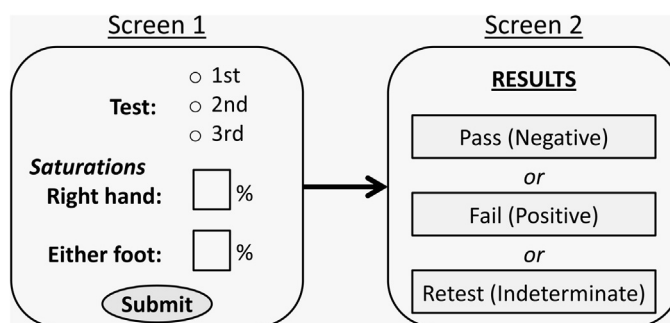 Screen 1
Test:
○ 1st
○ 2nd
○ 3rd
Saturations
Right hand: %
Either foot: %
Submit
Screen 2
RESULTS
Pass (Negative)
or
Fail (Positive)
or
Retest (Indeterminate)